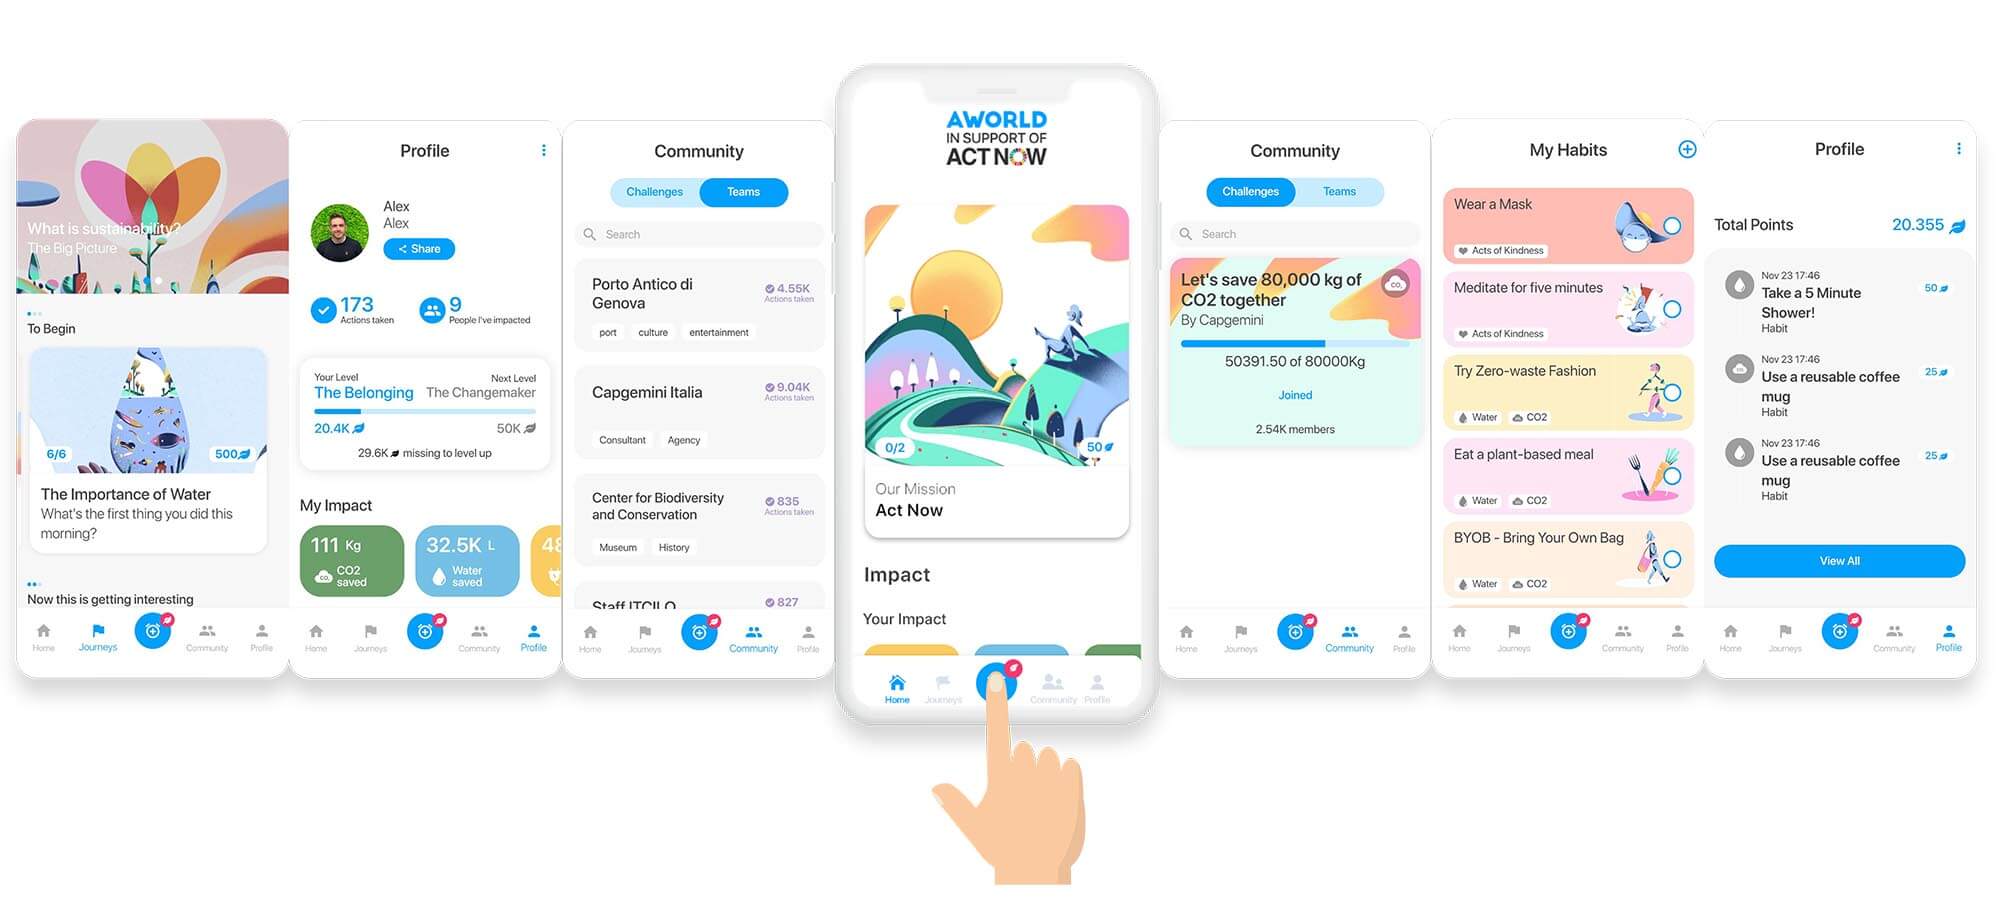 What is sustainability?
The Big Picture
To Begin
6/6
500
The Importance of Water
What's the first thing you did this
morning?
Now this is getting interesting
Home
Journeys
Community
Profile
Profile
Alex
Alex
Share
173
Actions taken
9
People I've impacted
Your Level
Next Level
The Belonging
The Changemaker
20.4K
50K
29.6K missing to level up
My Impact
111 Kg
CO2
saved
32.5K L
Water
saved
48
Home
Journeys
Community
Profile
Community
Challenges
Teams
Search
Porto Antico di
Genova
4.55K
Actions taken
port
culture
entertainment
Capgemini Italia
9.04K
Actions taken
Consultant
Agency
Center for Biodiversity
and Conservation
835
Actions taken
Museum
History
Staff ITCILO
827
Home
Journeys
Community
Profile
AWORLD
IN SUPPORT OF
ACT NOW
0/2
50
Our Mission
Act Now
Impact
Your Impact
Home
Journeys
Community
Profile
Community
Challenges
Teams
Search
Let's save 80,000 kg of
CO2 together
By Capgemini
50391.50 of 80000Kg
Joined
2.54K members
Home
Journeys
Community
Profile
My Habits
Wear a Mask
Acts of Kindness
Meditate for five minutes
Acts of Kindness
Try Zero-waste Fashion
Water
CO2
Eat a plant-based meal
Water
CO2
BYOB - Bring Your Own Bag
Water
CO2
Home
Journeys
Community
Profile
Profile
Total Points
20.355
Nov 23 17:46
Take a 5 Minute
Shower!
Habit
50
Nov 23 17:46
Use a reusable coffee
mug
Habit
25
Nov 23 17:46
Use a reusable coffee
mug
Habit
25
View All
Home
Journeys
Community
Profile